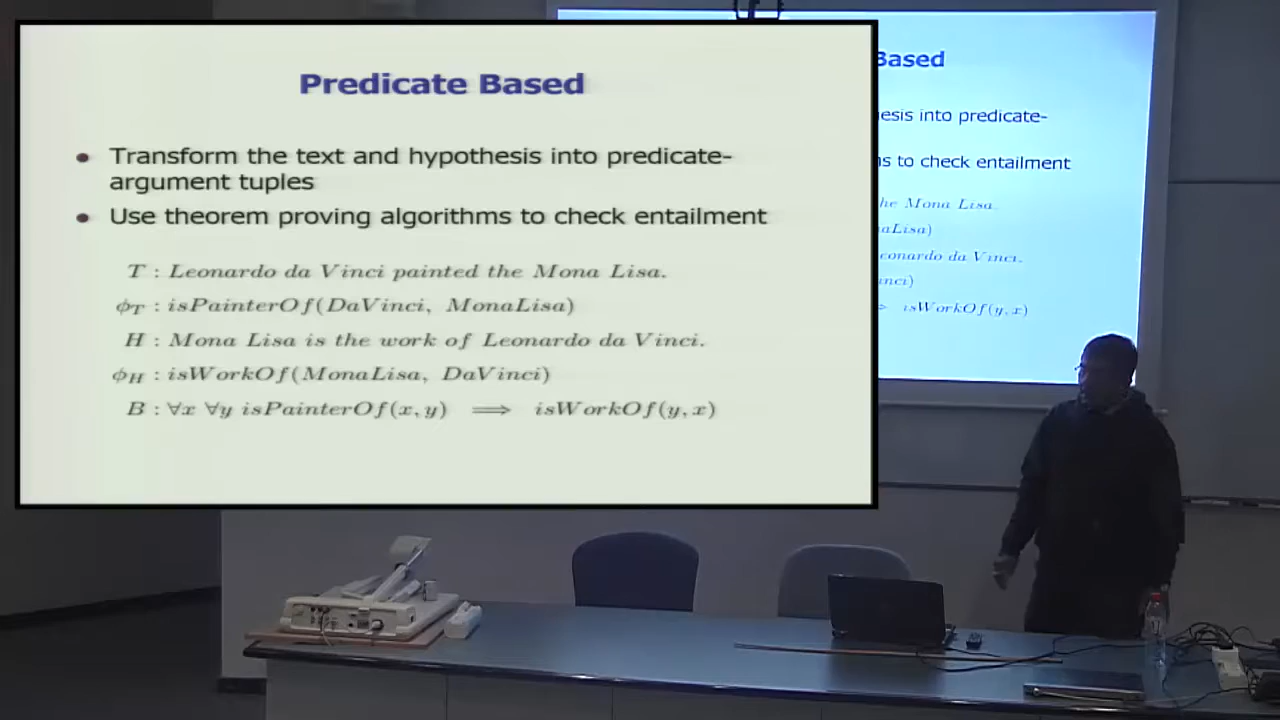 Predicate Based
• Transform the text and hypothesis into predicate-
argument tuples
• Use theorem proving algorithms to check entailment
T : Leonardo da Vinci painted the Mona Lisa.
ϕT : isPainterOf(DaVinci, MonaLisa)
H : Mona Lisa is the work of Leonardo da Vinci.
ϕH : isWorkOf(MonaLisa, DaVinci)
B : ∀x ∀y isPainterOf(x, y) ⟹ isWorkOf(y, x)
Based
esis into predicate-
s to check entailment
he Mona Lisa.
aLisa)
eonardo da Vinci.
nci)
isWorkOf(y, x)